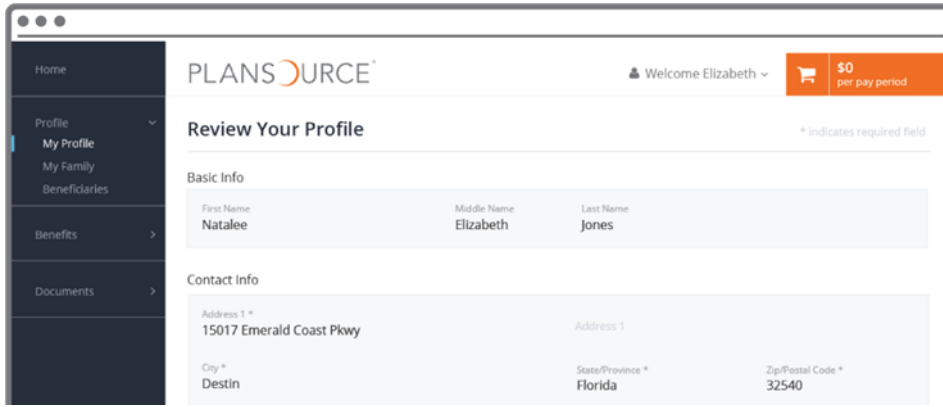 Home
Profile
My Profile
My Family
Beneficiaries
Benefits
Documents
PLANSOURCE
Welcome Elizabeth
$0
per pay period
Review Your Profile
* indicates required field
Basic Info
First Name Middle Name Last Name
Natalee Elizabeth Jones
Contact Info
Address 1 *
15017 Emerald Coast Pkwy
Address 1
City * State/Province * Zip/Postal Code *
Destin Florida 32540